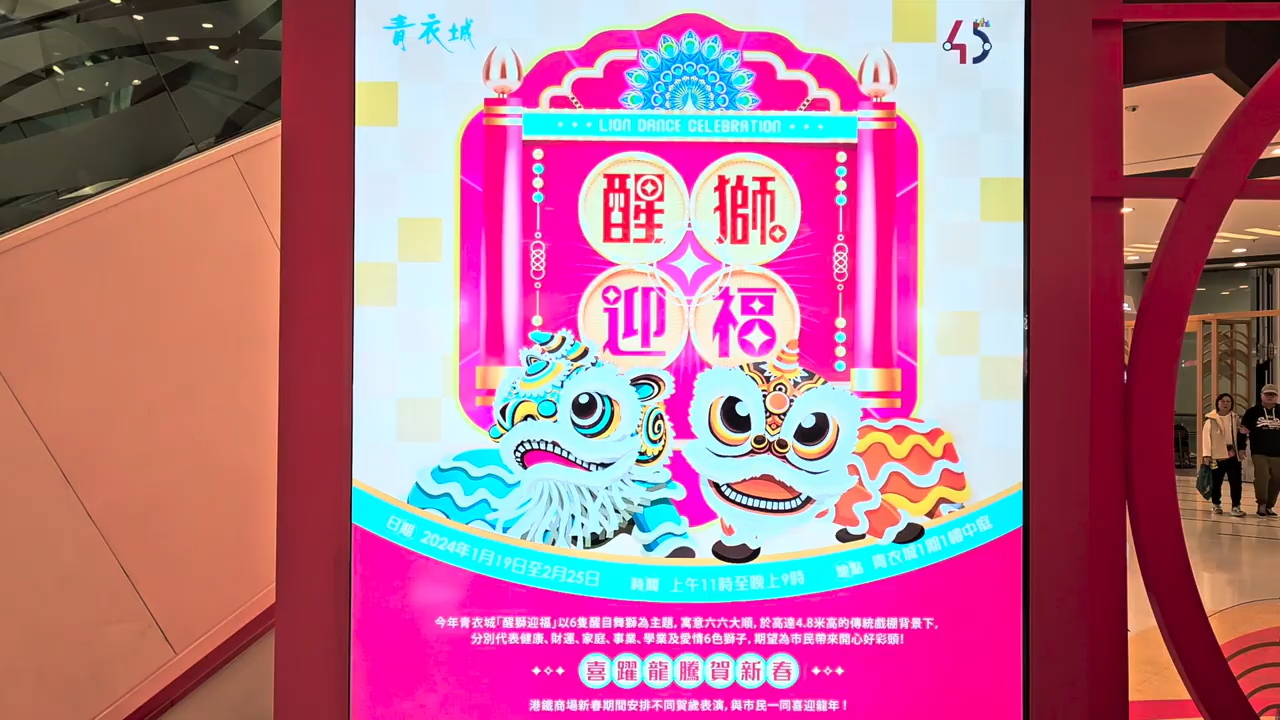 青衣城
45
LION DANCE CELEBRATION
醒獅
迎福
日期 2024年1月19日至2月25日 時間 上午11時至晚上9時 地點 青衣城1期1樓中庭
今年青衣城「醒獅迎福」以6隻醒目舞獅為主題, 寓意六六大順, 於高達4.8米高的傳統戲棚背景下,
分別代表健康、財運、家庭、事業、學業及愛情6色獅子, 期望為市民帶來開心好彩頭!
喜躍龍騰賀新春
港鐵商場新春期間安排不同賀歲表演, 與市民一同喜迎龍年!